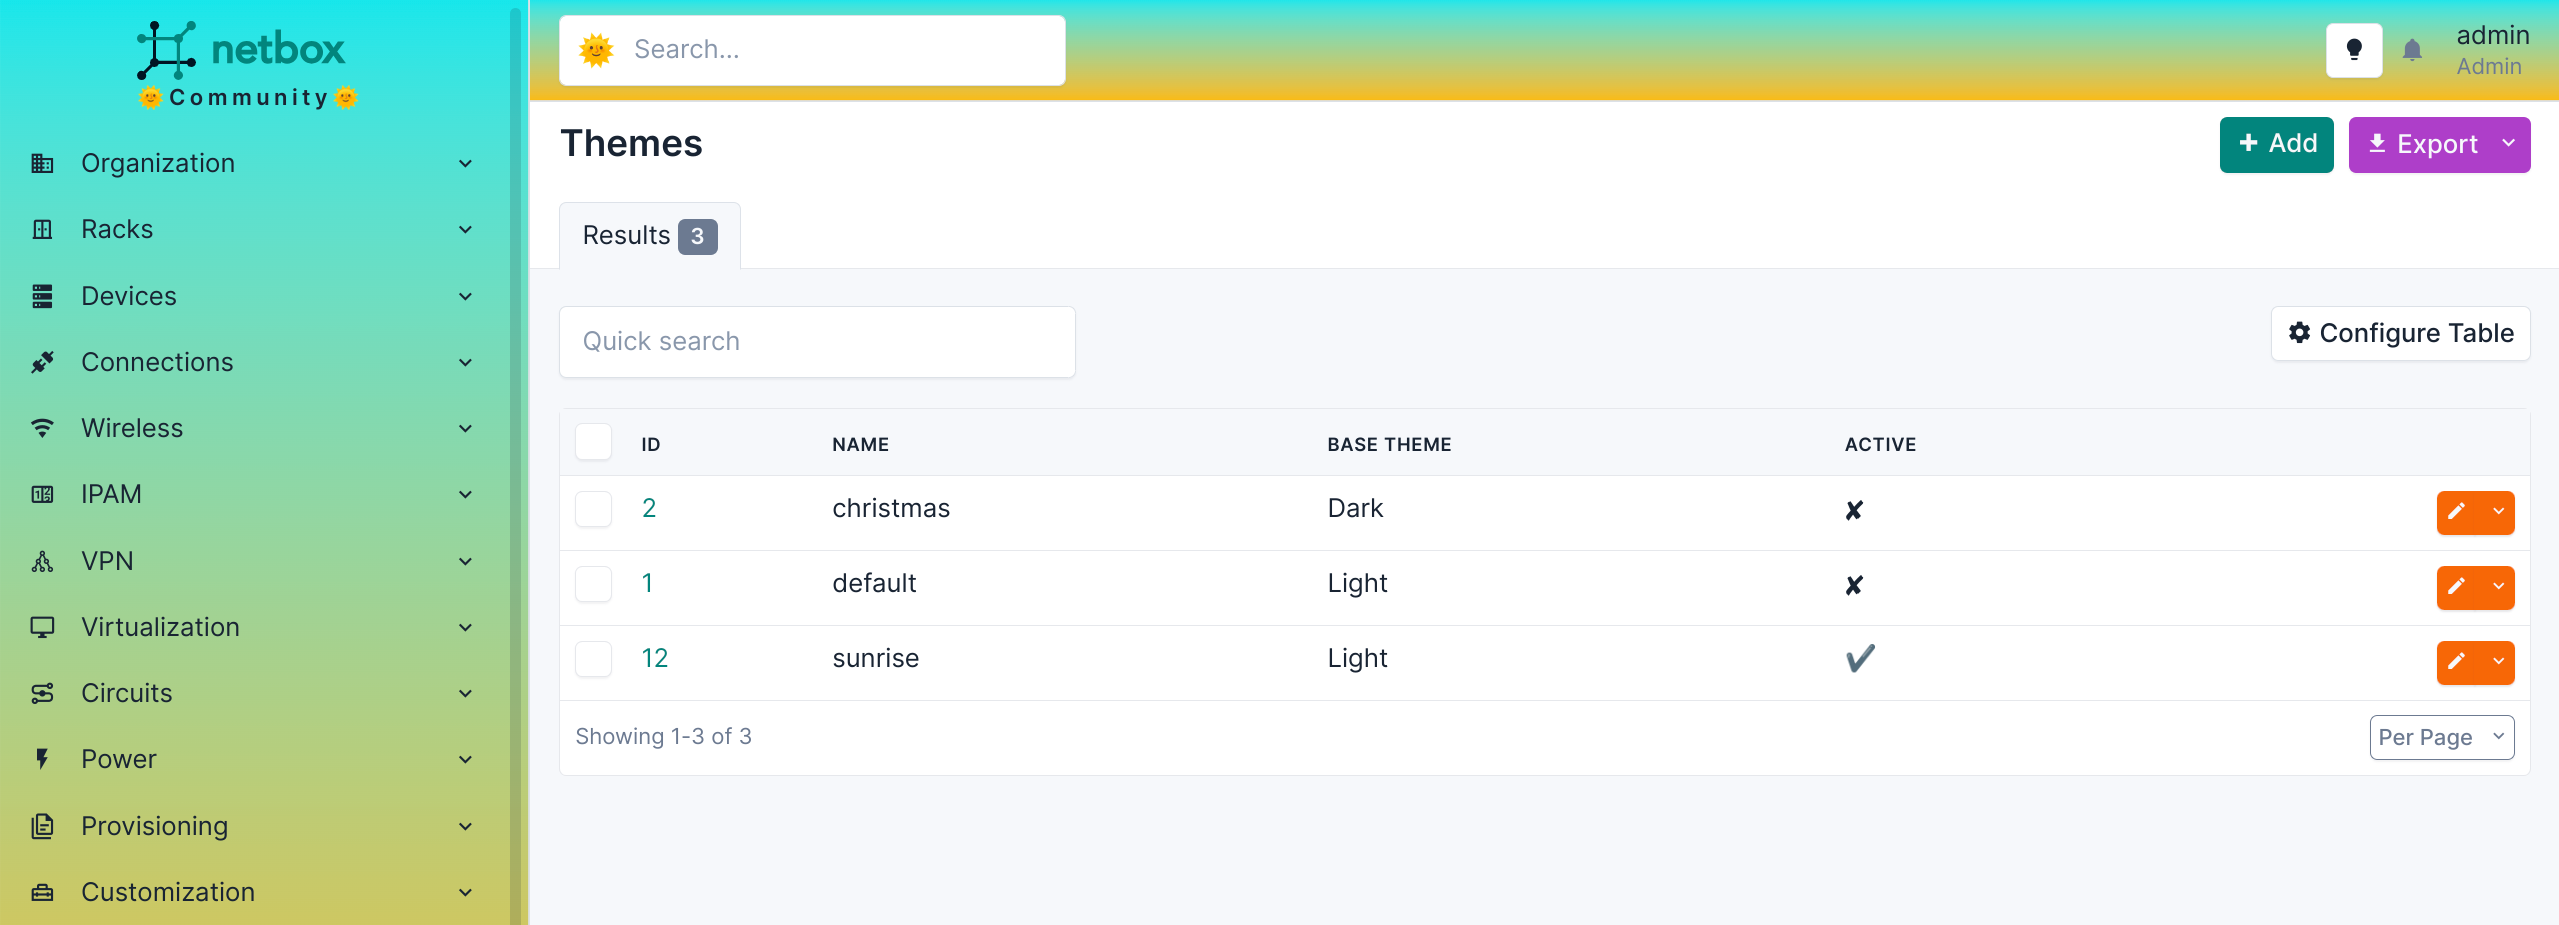 netbox
🌞Community🌞
Organization
Racks
Devices
Connections
Wireless
IPAM
VPN
Virtualization
Circuits
Power
Provisioning
Customization
🌞 Search...
admin
Admin
Themes
+ Add
Export
Results 3
Quick search
Configure Table
ID NAME BASE THEME ACTIVE
2 christmas Dark ✘
1 default Light ✘
12 sunrise Light ✔
Showing 1-3 of 3
Per Page